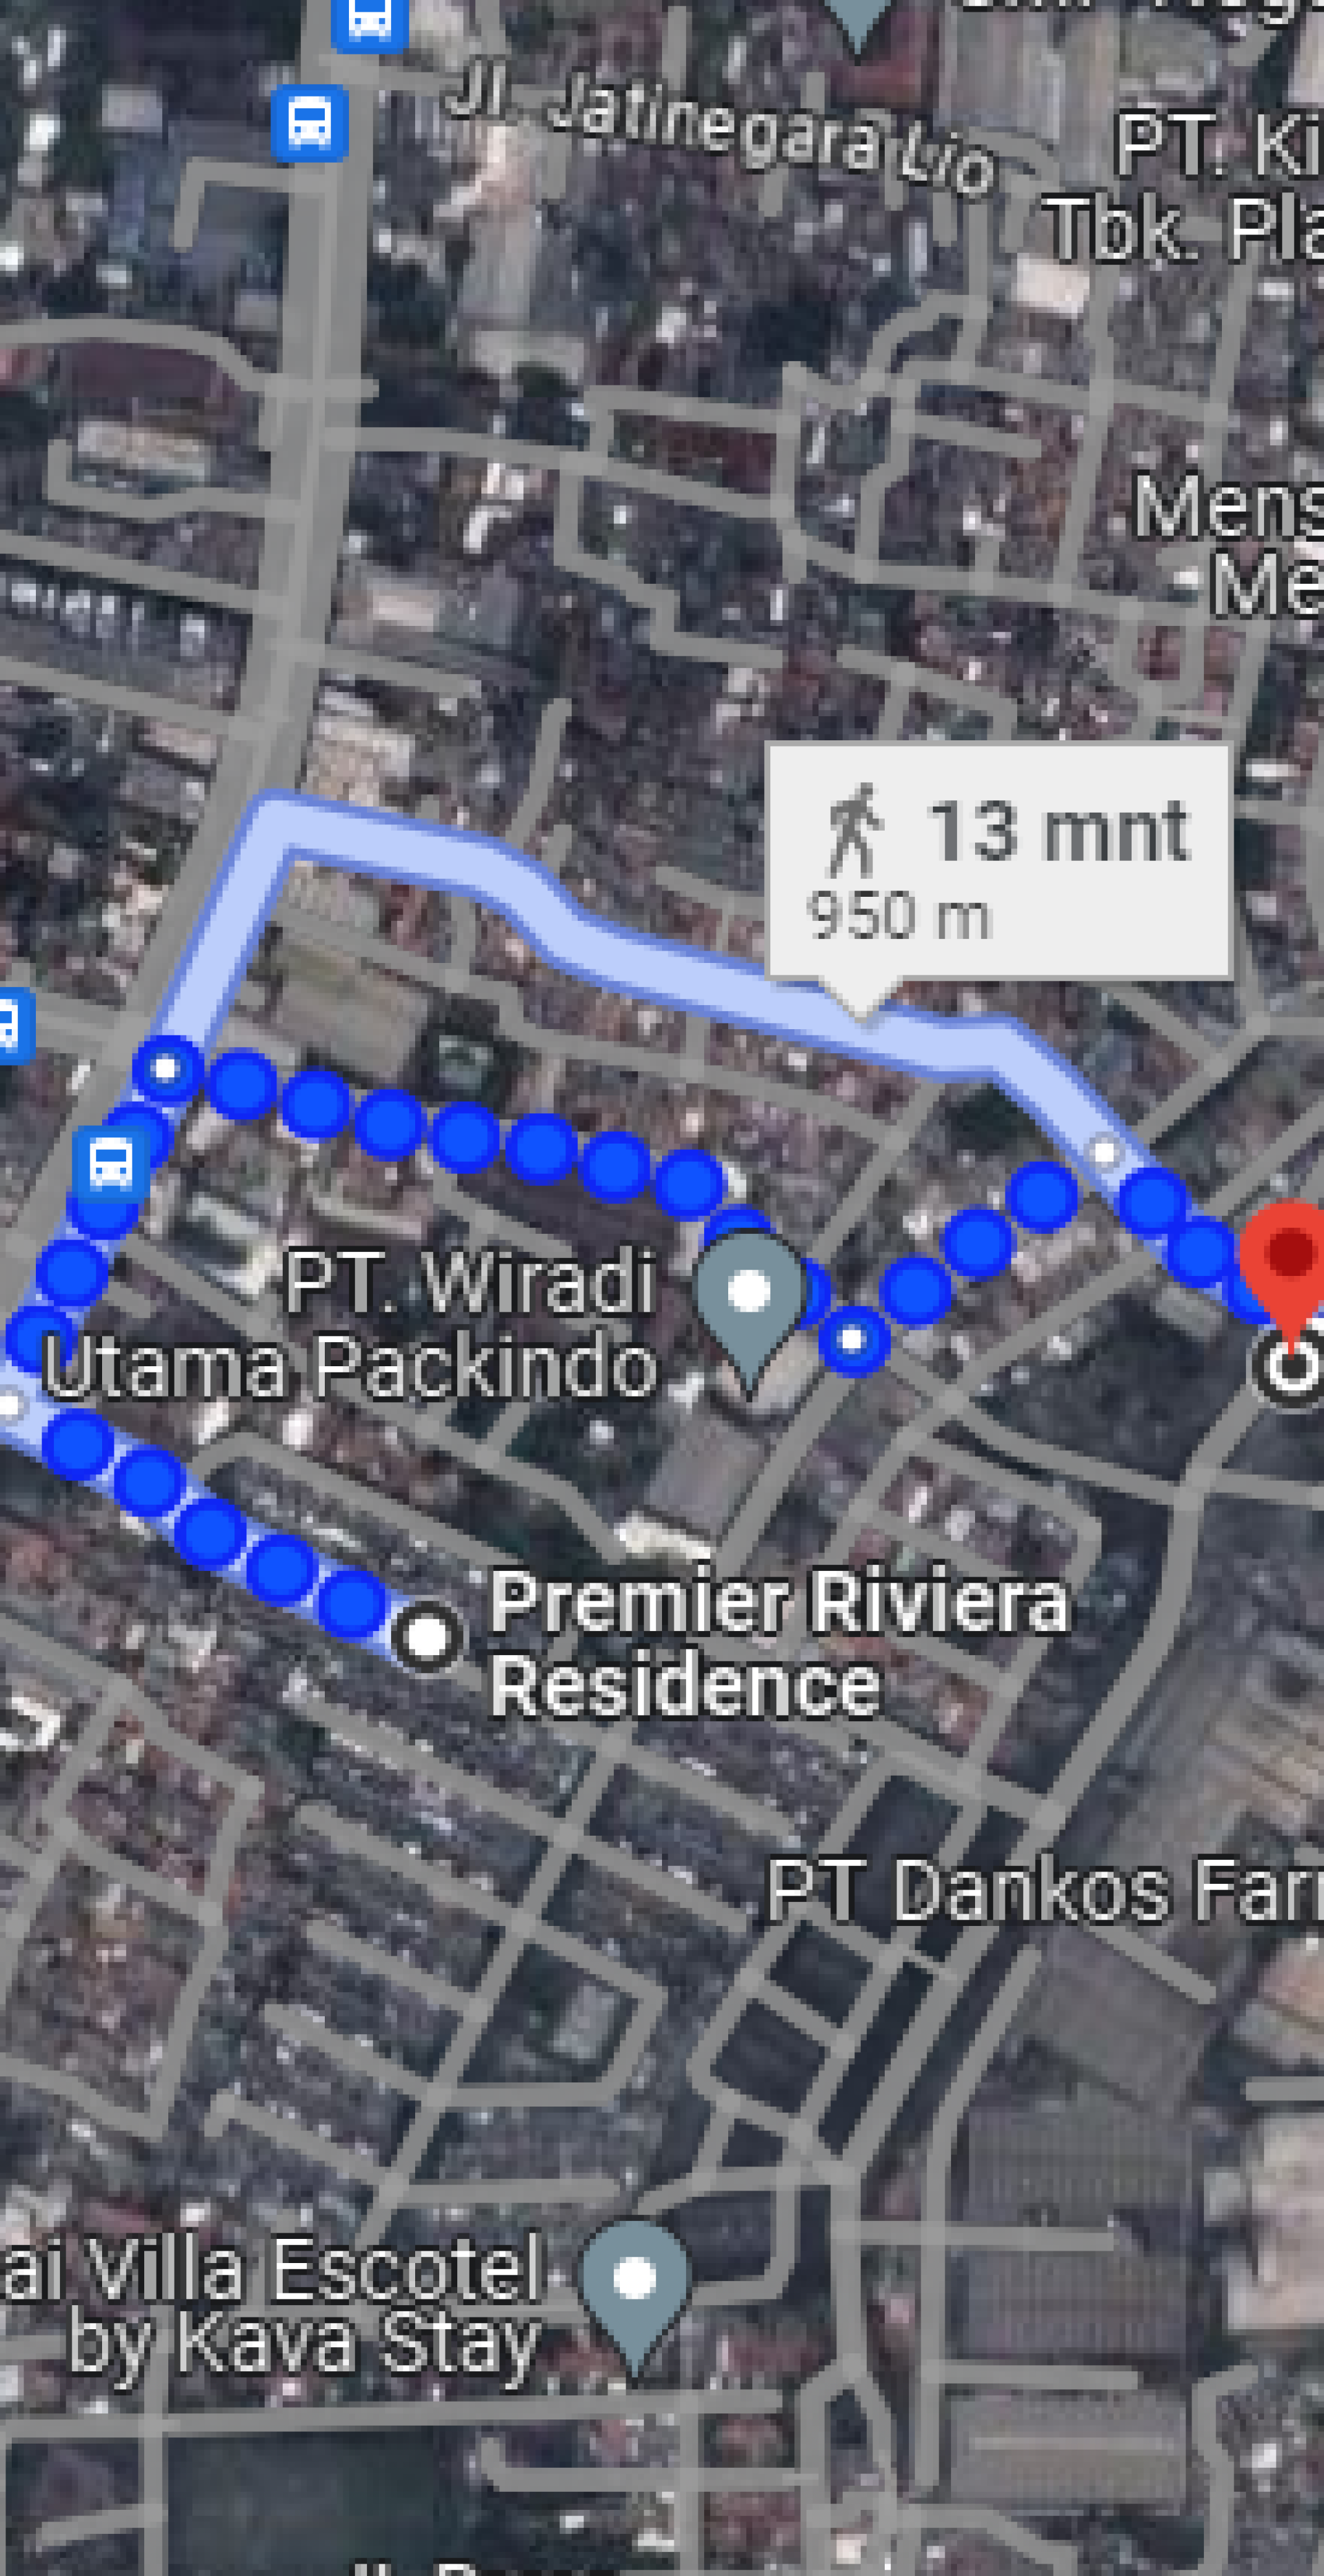 Jl. Jatinegara Lio
PT. Ki
Tbk. Pla
Mens
Me
13 mnt
950 m
PT. Wiradi
Utama Packindo
Premier Riviera
Residence
PT Dankos Farm
ai Villa Escotel
by Kava Stay